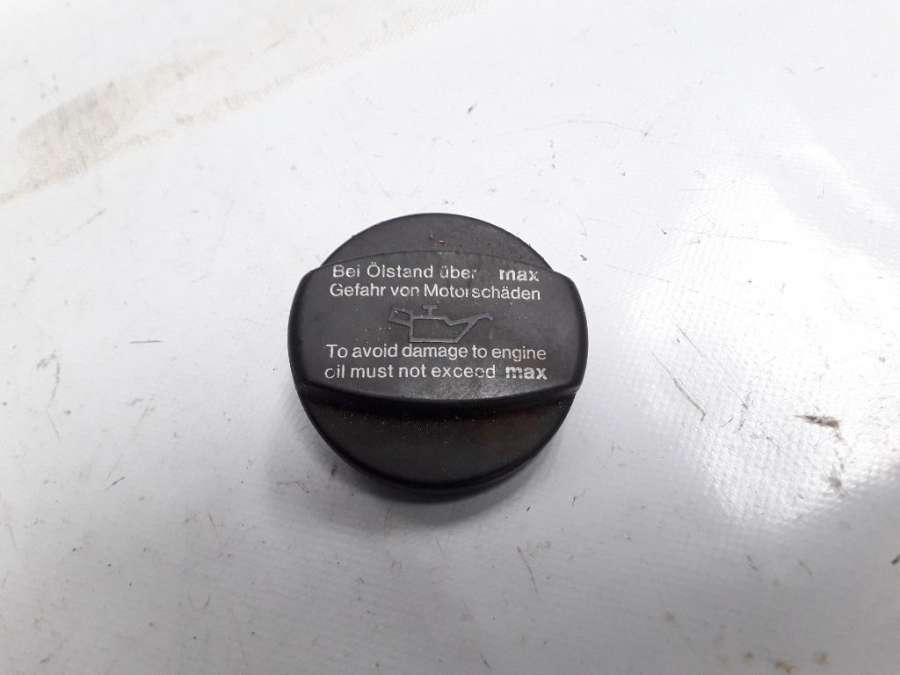 Bei Ölstand über max
Gefahr von Motorschäden
To avoid damage to engine
oil must not exceed max